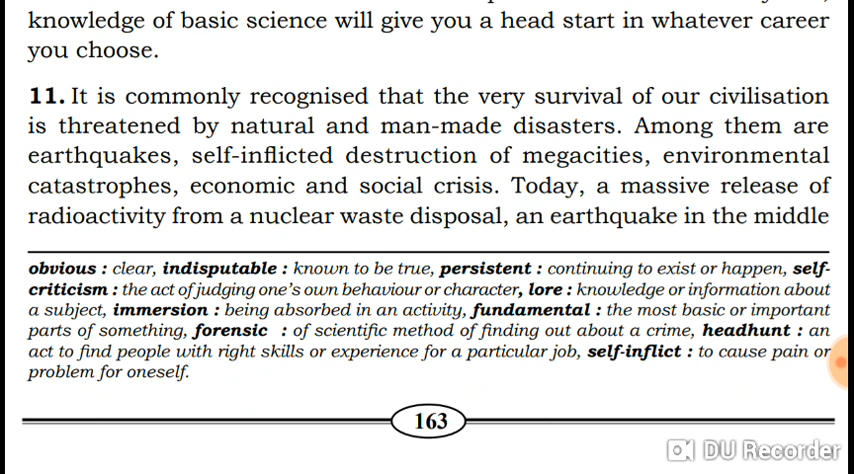 knowledge of basic science will give you a head start in whatever career
you choose.
11. It is commonly recognised that the very survival of our civilisation
is threatened by natural and man-made disasters. Among them are
earthquakes, self-inflicted destruction of megacities, environmental
catastrophes, economic and social crisis. Today, a massive release of
radioactivity from a nuclear waste disposal, an earthquake in the middle
obvious : clear, indisputable : known to be true, persistent : continuing to exist or happen, self-
criticism : the act of judging one's own behaviour or character, lore : knowledge or information about
a subject, immersion : being absorbed in an activity, fundamental : the most basic or important
parts of something, forensic : of scientific method of finding out about a crime, headhunt : an
act to find people with right skills or experience for a particular job, self-inflict : to cause pain or
problem for oneself.
163
DU Recorder